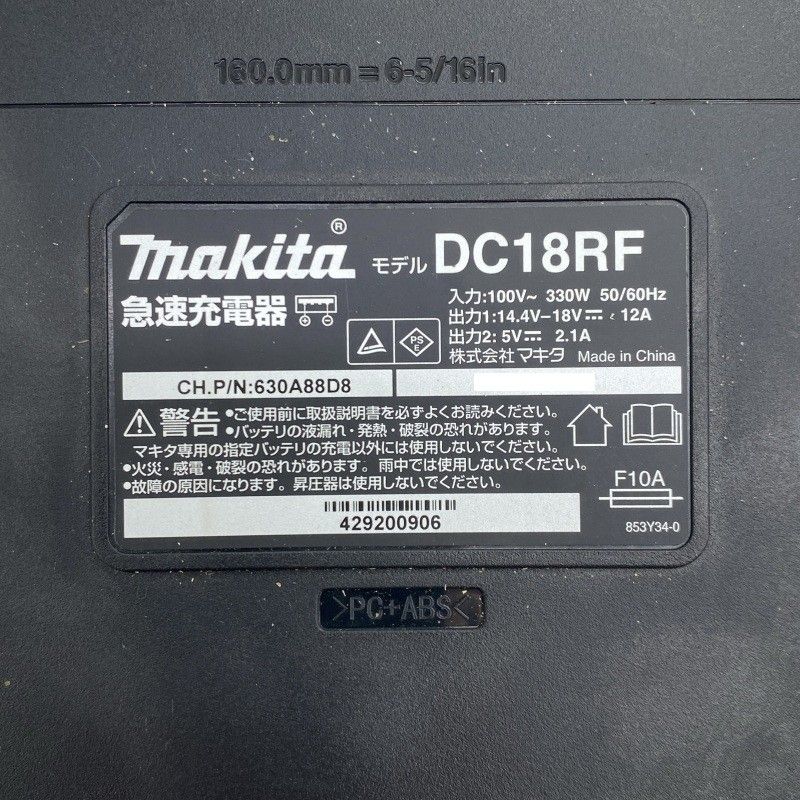 160.0mm = 6-5/16in
makita® モデル DC18RF
急速充電器
入力:100V~ 330W 50/60Hz
出力1:14.4V-18V⎓ 12A
出力2: 5V⎓ 2.1A
株式会社マキタ Made in China
PS E
CH.P/N:630A88D8
警告 •ご使用前に取扱説明書を必ずよくお読みください。
•バッテリの液漏れ・発熱・破裂の恐れがあります。
マキタ専用の指定バッテリの充電以外には使用しないでください。
•火災・感電・破裂の恐れあり。雨中では使用しないでください。
•故障の原因になります。昇圧器は使用しないでください。
F10A
429200906
853Y34-0
>PC+ABS<